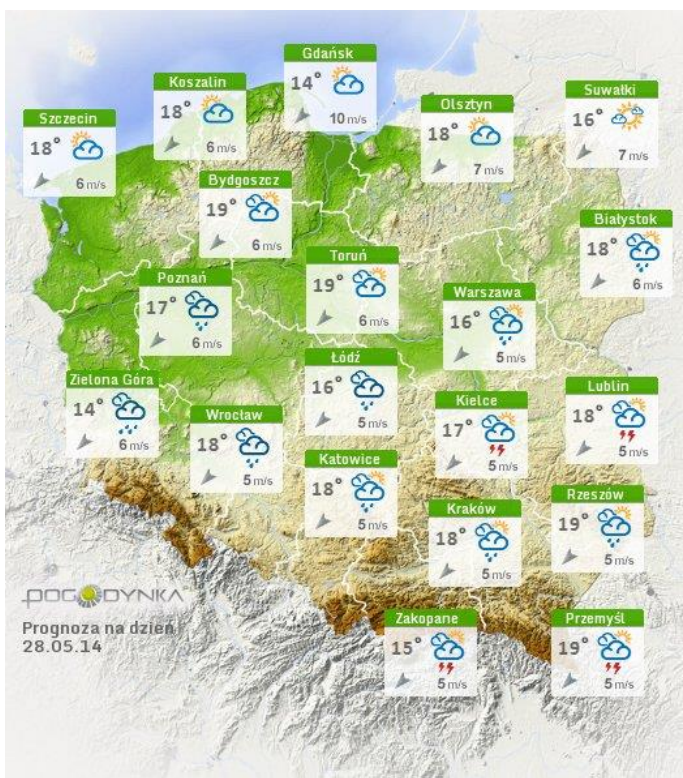 Gdańsk
14°
10 m/s
Koszalin
18°
6 m/s
Suwałki
16°
7 m/s
Olsztyn
18°
7 m/s
Szczecin
18°
6 m/s
Bydgoszcz
19°
6 m/s
Białystok
18°
6 m/s
Toruń
19°
6 m/s
Poznań
17°
6 m/s
Warszawa
16°
5 m/s
Łódź
16°
5 m/s
Zielona Góra
14°
6 m/s
Lublin
18°
5 m/s
Kielce
17°
5 m/s
Wrocław
18°
5 m/s
Katowice
18°
5 m/s
Rzeszów
19°
5 m/s
Kraków
18°
5 m/s
POGODYNKA
Prognoza na dzień
28.05.14
Zakopane
15°
5 m/s
Przemyśl
19°
5 m/s